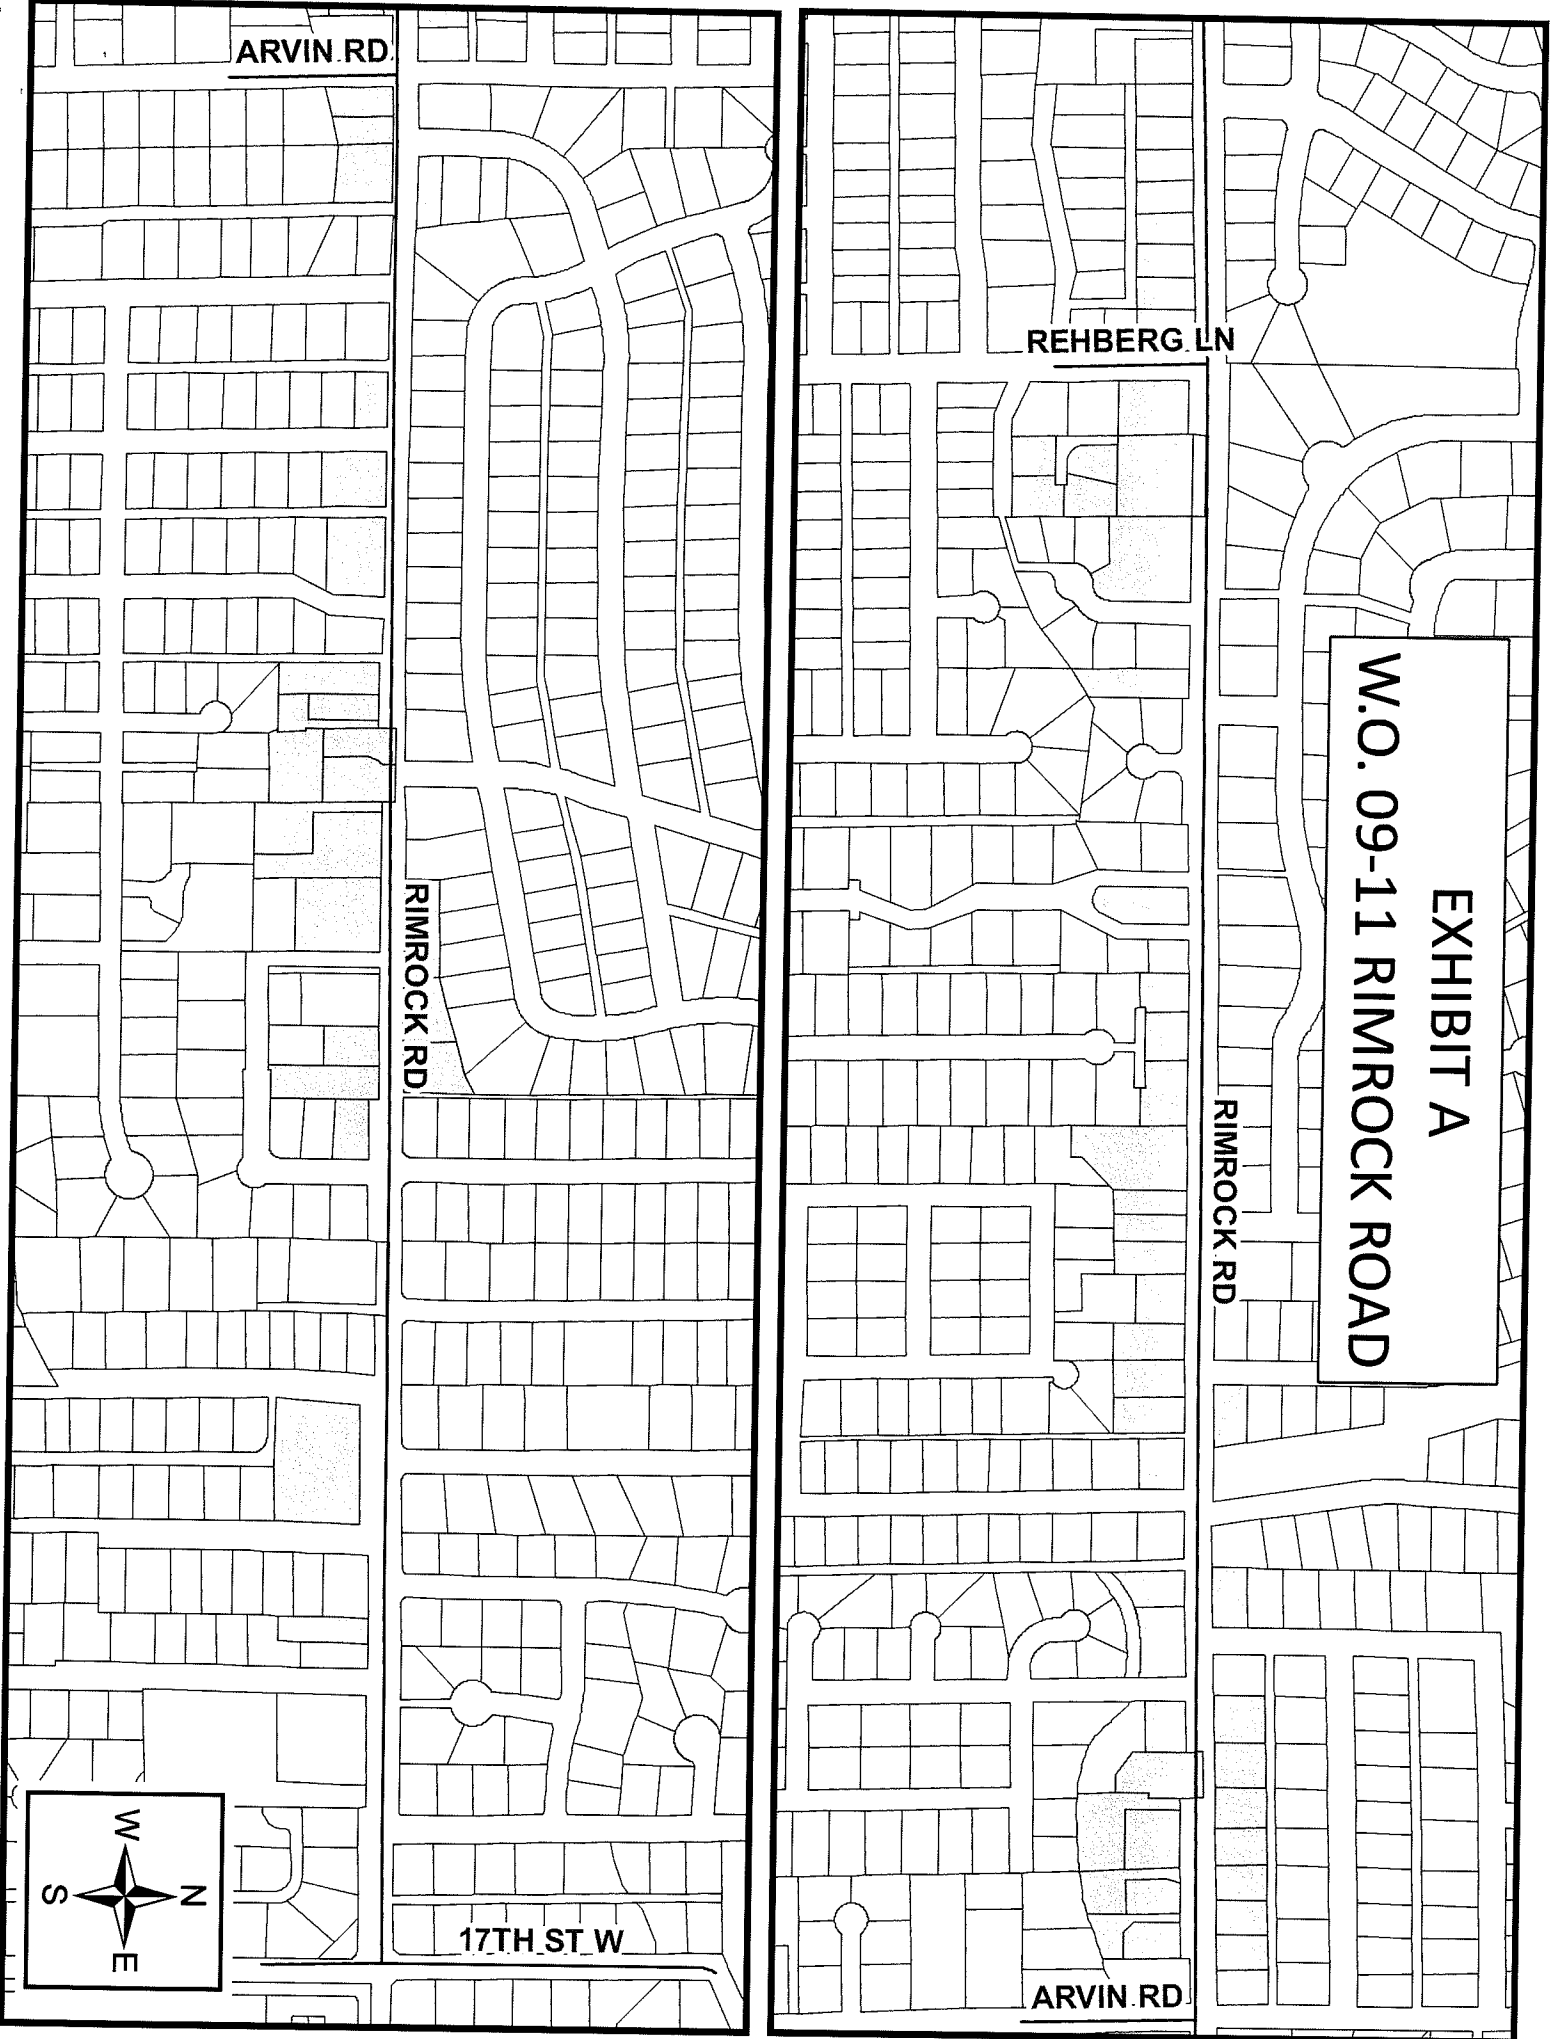 EXHIBIT A
W.O. 09-11 RIMROCK ROAD
REHBERG LN
RIMROCK RD
ARVIN RD
ARVIN RD
RIMROCK RD
17TH ST W
N
W
E
S